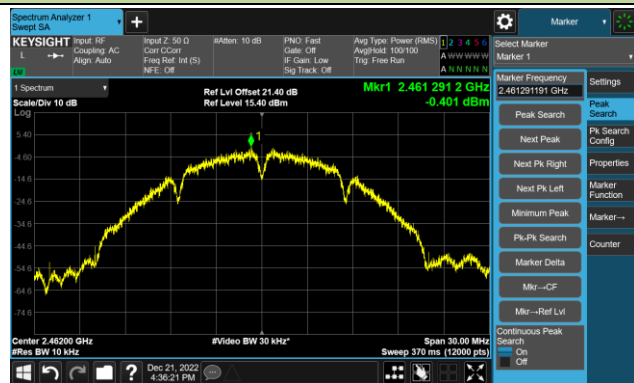 Spectrum Analyzer 1
Swept SA
+
Marker
KEYSIGHT
L
LW
Input: RF
Coupling: AC
Align: Auto
Input Z: 50 Ω
Corr CCorr
Freq Ref: Int (S)
NFE: Off
#Atten: 10 dB
PNO: Fast
Gate: Off
IF Gain: Low
Sig Track: Off
Avg Type: Power (RMS)
Avg|Hold: 100/100
Trig: Free Run
1 2 3 4 5 6
A W W W W W
A N N N N N
Select Marker
Marker 1
1 Spectrum
Scale/Div 10 dB
Log
Ref Lvl Offset 21.40 dB
Ref Level 15.40 dBm
Mkr1 2.461 291 2 GHz
-0.401 dBm
1
5.40
-4.60
-14.6
-24.6
-34.6
-44.6
-54.6
-64.6
-74.6
Center 2.46200 GHz
#Res BW 10 kHz
#Video BW 30 kHz*
Span 30.00 MHz
Sweep 370 ms (12000 pts)
Marker Frequency
2.461291191 GHz
Peak Search
Next Peak
Next Pk Right
Next Pk Left
Minimum Peak
Pk-Pk Search
Marker Delta
Mkr→CF
Mkr→Ref Lvl
Continuous Peak
Search
On
Off
Settings
Peak
Search
Pk Search
Config
Properties
Marker
Function
Marker→
Counter
?
Dec 21, 2022
4:36:21 PM